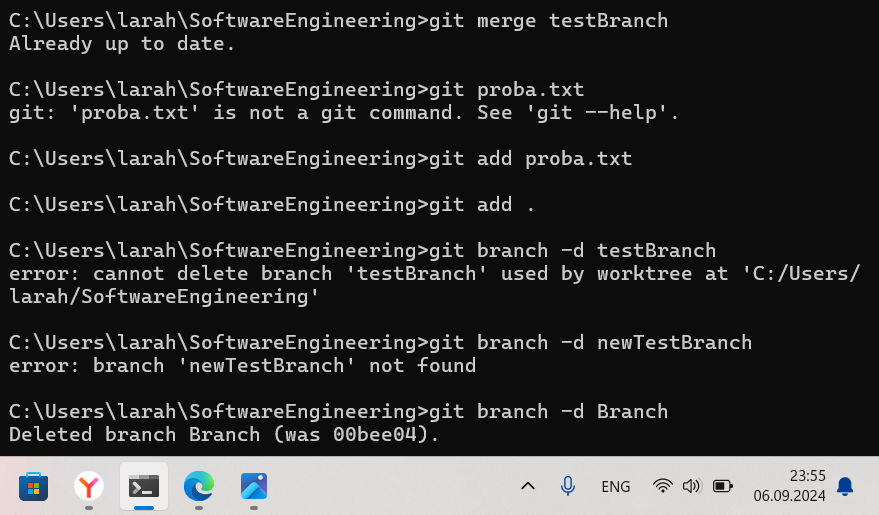 C:\Users\larah\SoftwareEngineering>git merge testBranch
Already up to date.
C:\Users\larah\SoftwareEngineering>git proba.txt
git: 'proba.txt' is not a git command. See 'git --help'.
C:\Users\larah\SoftwareEngineering>git add proba.txt
C:\Users\larah\SoftwareEngineering>git add .
C:\Users\larah\SoftwareEngineering>git branch -d testBranch
error: cannot delete branch 'testBranch' used by worktree at 'C:/Users/
larah/SoftwareEngineering'
C:\Users\larah\SoftwareEngineering>git branch -d newTestBranch
error: branch 'newTestBranch' not found
C:\Users\larah\SoftwareEngineering>git branch -d Branch
Deleted branch Branch (was 00bee04).
ENG
23:55
06.09.2024